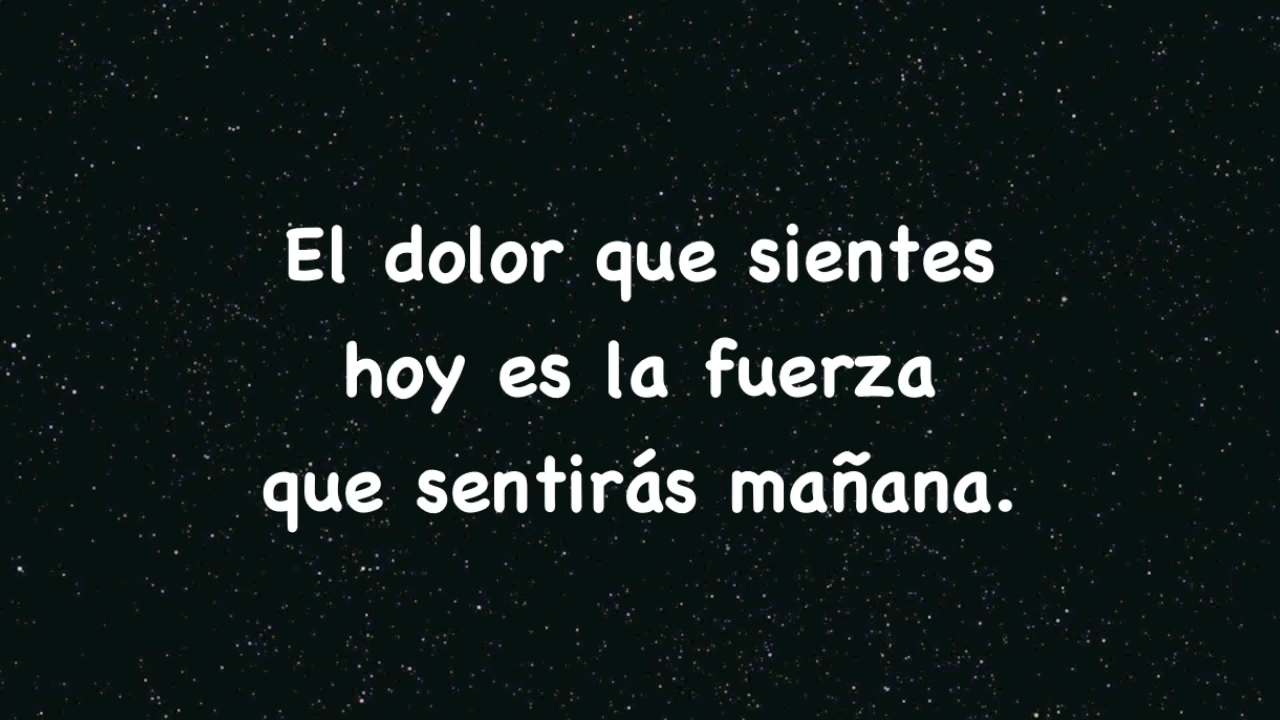 El dolor que sientes
hoy es la fuerza
que sentirás mañana.